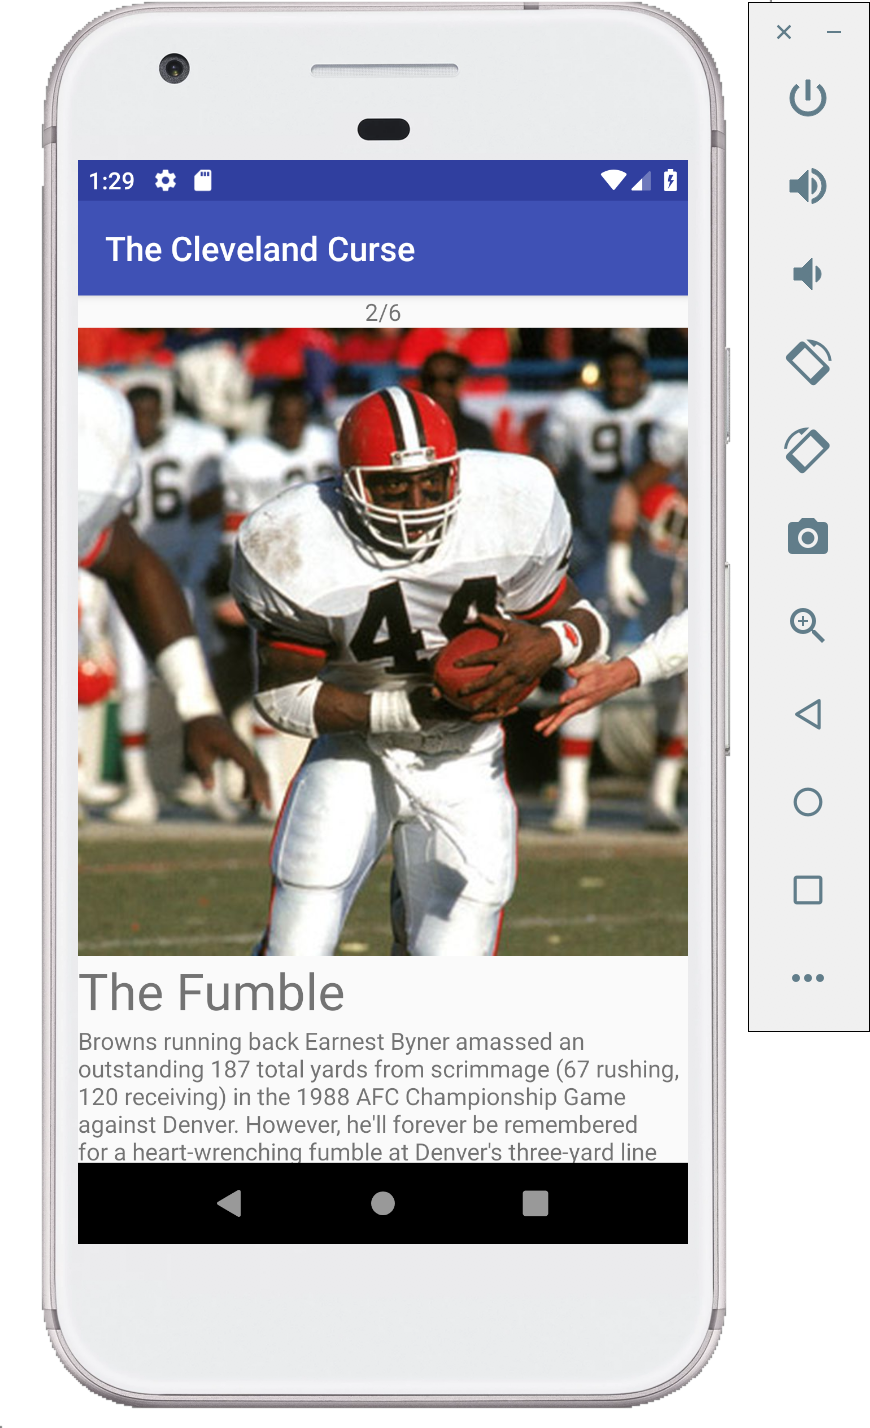 1:29
The Cleveland Curse
2/6
44
The Fumble
Browns running back Earnest Byner amassed an
outstanding 187 total yards from scrimmage (67 rushing,
120 receiving) in the 1988 AFC Championship Game
against Denver. However, he'll forever be remembered
for a heart-wrenching fumble at Denver's three-yard line